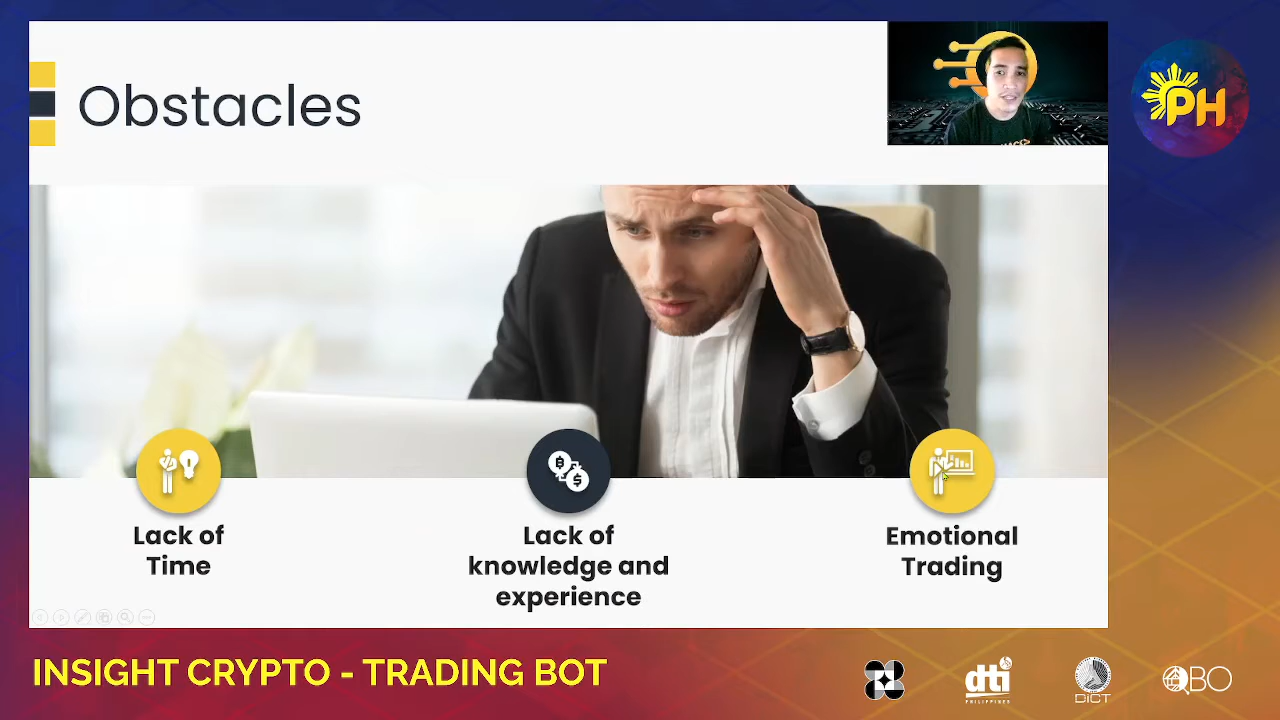 Obstacles
PH
Lack of
Time
Lack of
knowledge and
experience
Emotional
Trading
INSIGHT CRYPTO - TRADING BOT
dti
PHILIPPINES
DICT
QBO